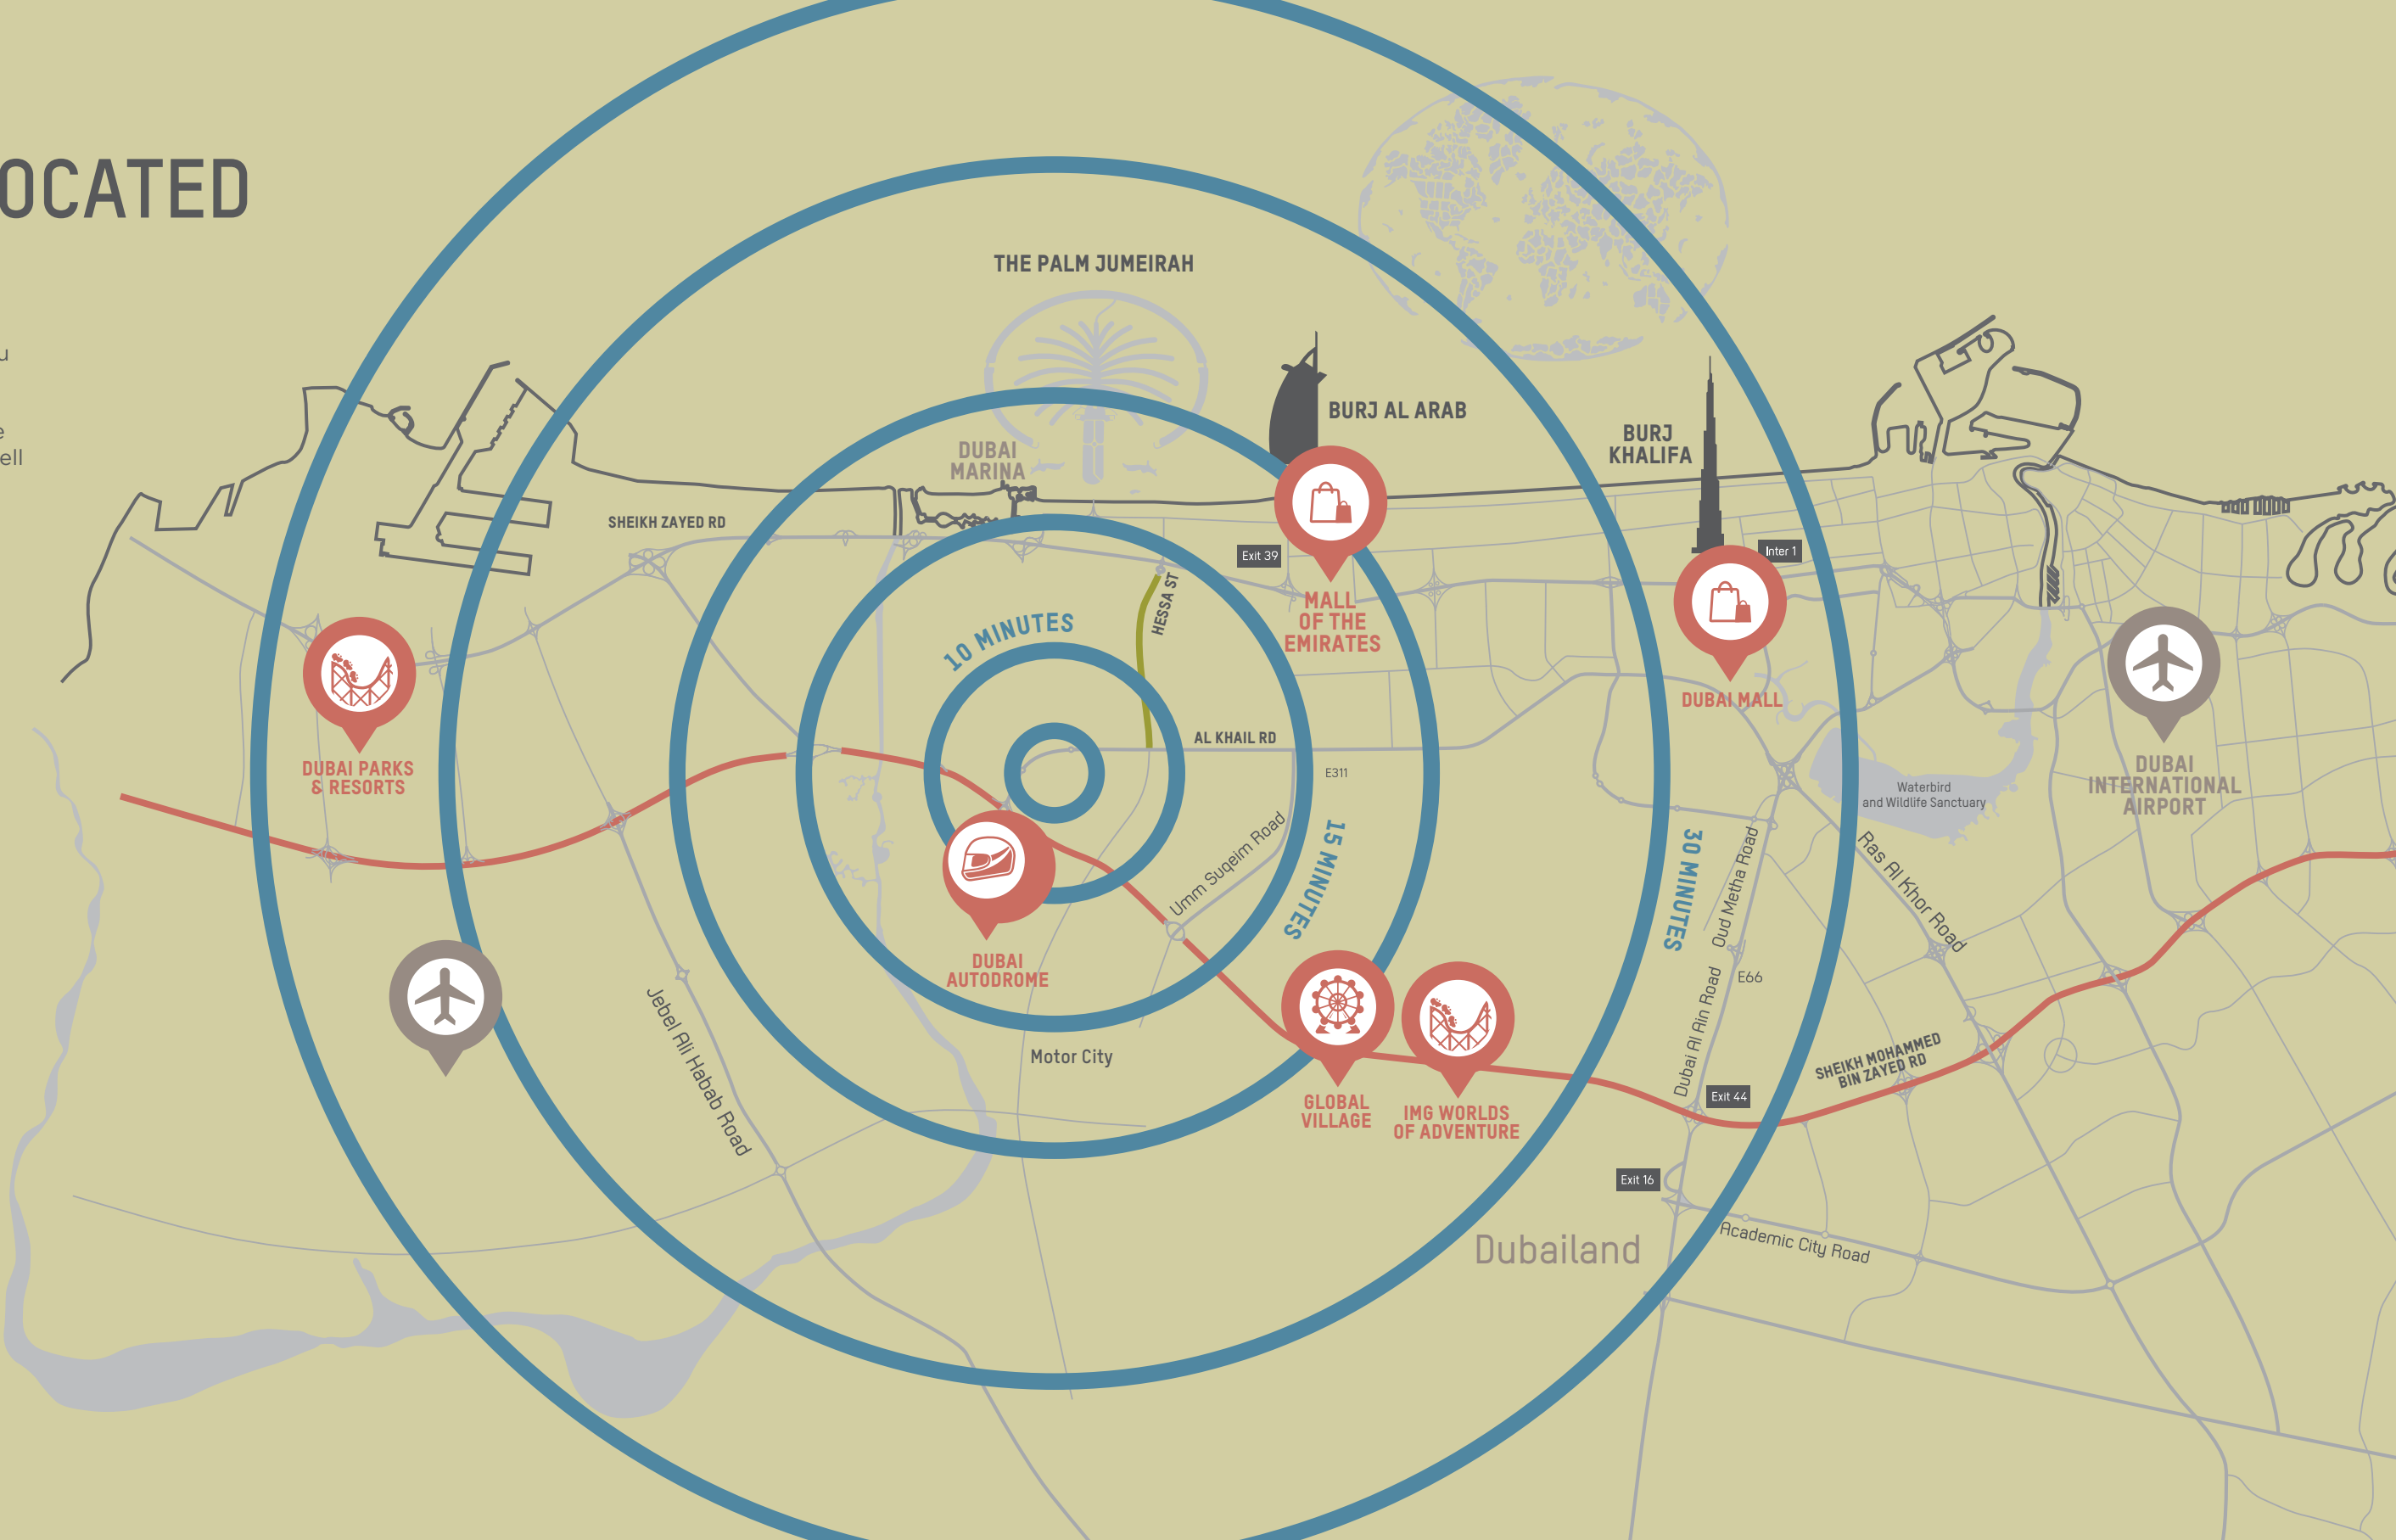 OCATED
u
e
ell
THE PALM JUMEIRAH
BURJ AL ARAB
BURJ
KHALIFA
DUBAI
MARINA
SHEIKH ZAYED RD
Exit 39
Inter 1
HESSA ST
10 MINUTES
MALL
OF THE
EMIRATES
DUBAI MALL
AL KHAIL RD
E311
DUBAI PARKS
& RESORTS
DUBAI
INTERNATIONAL
AIRPORT
Waterbird
and Wildlife Sanctuary
Umm Suqeim Road
15 MINUTES
30 MINUTES
Oud Metha Road
Ras Al Khor Road
DUBAI
AUTODROME
E66
Jebel Ali Habab Road
Motor City
Dubai Al Ain Road
SHEIKH MOHAMMED
BIN ZAYED RD
GLOBAL
VILLAGE
IMG WORLDS
OF ADVENTURE
Exit 44
Exit 16
Dubailand
Academic City Road